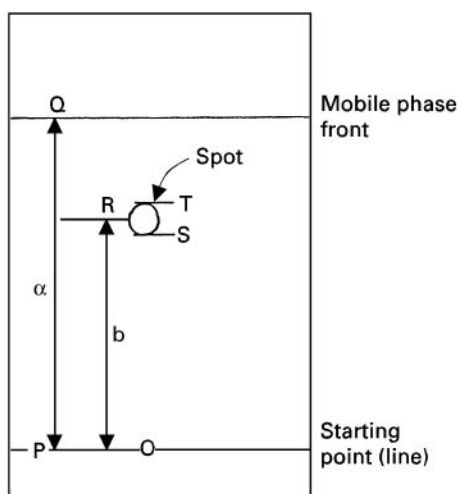 Q
Mobile phase
front
Spot
R
T
S
α
b
P
O
Starting
point (line)